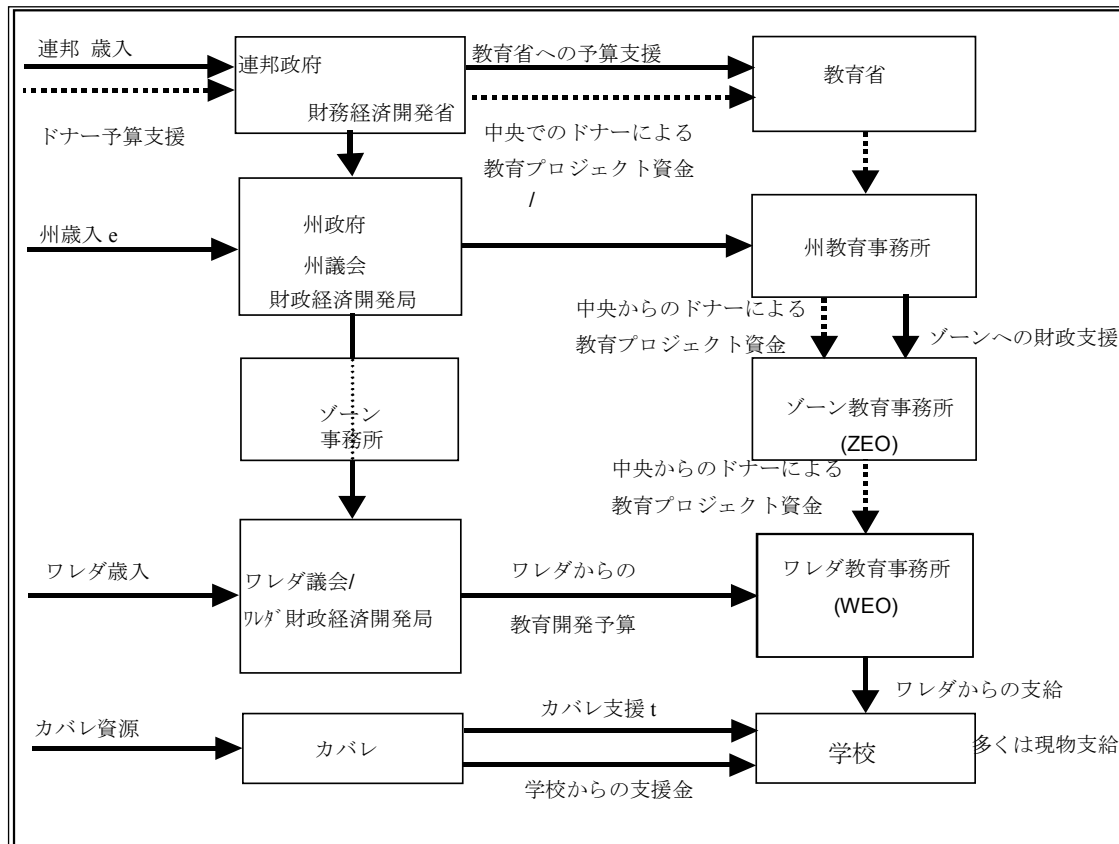 連邦 歳入
ドナー予算支援
連邦政府
財務経済開発省
教育省への予算支援
中央でのドナーによる
教育プロジェクト資金
/
教育省
州歳入 e
州政府
州議会
財政経済開発局
州教育事務所
中央からのドナーによる
教育プロジェクト資金
ゾーンへの財政支援
ゾーン
事務所
ゾーン教育事務所
(ZEO)
中央からのドナーによる
教育プロジェクト資金
ワレダ歳入
ワレダ議会/
ﾜﾚﾀﾞ財政経済開発局
ワレダからの
教育開発予算
ワレダ教育事務所
(WEO)
ワレダからの支給
カバレ資源
カバレ
カバレ支援 t
学校からの支援金
学校
多くは現物支給